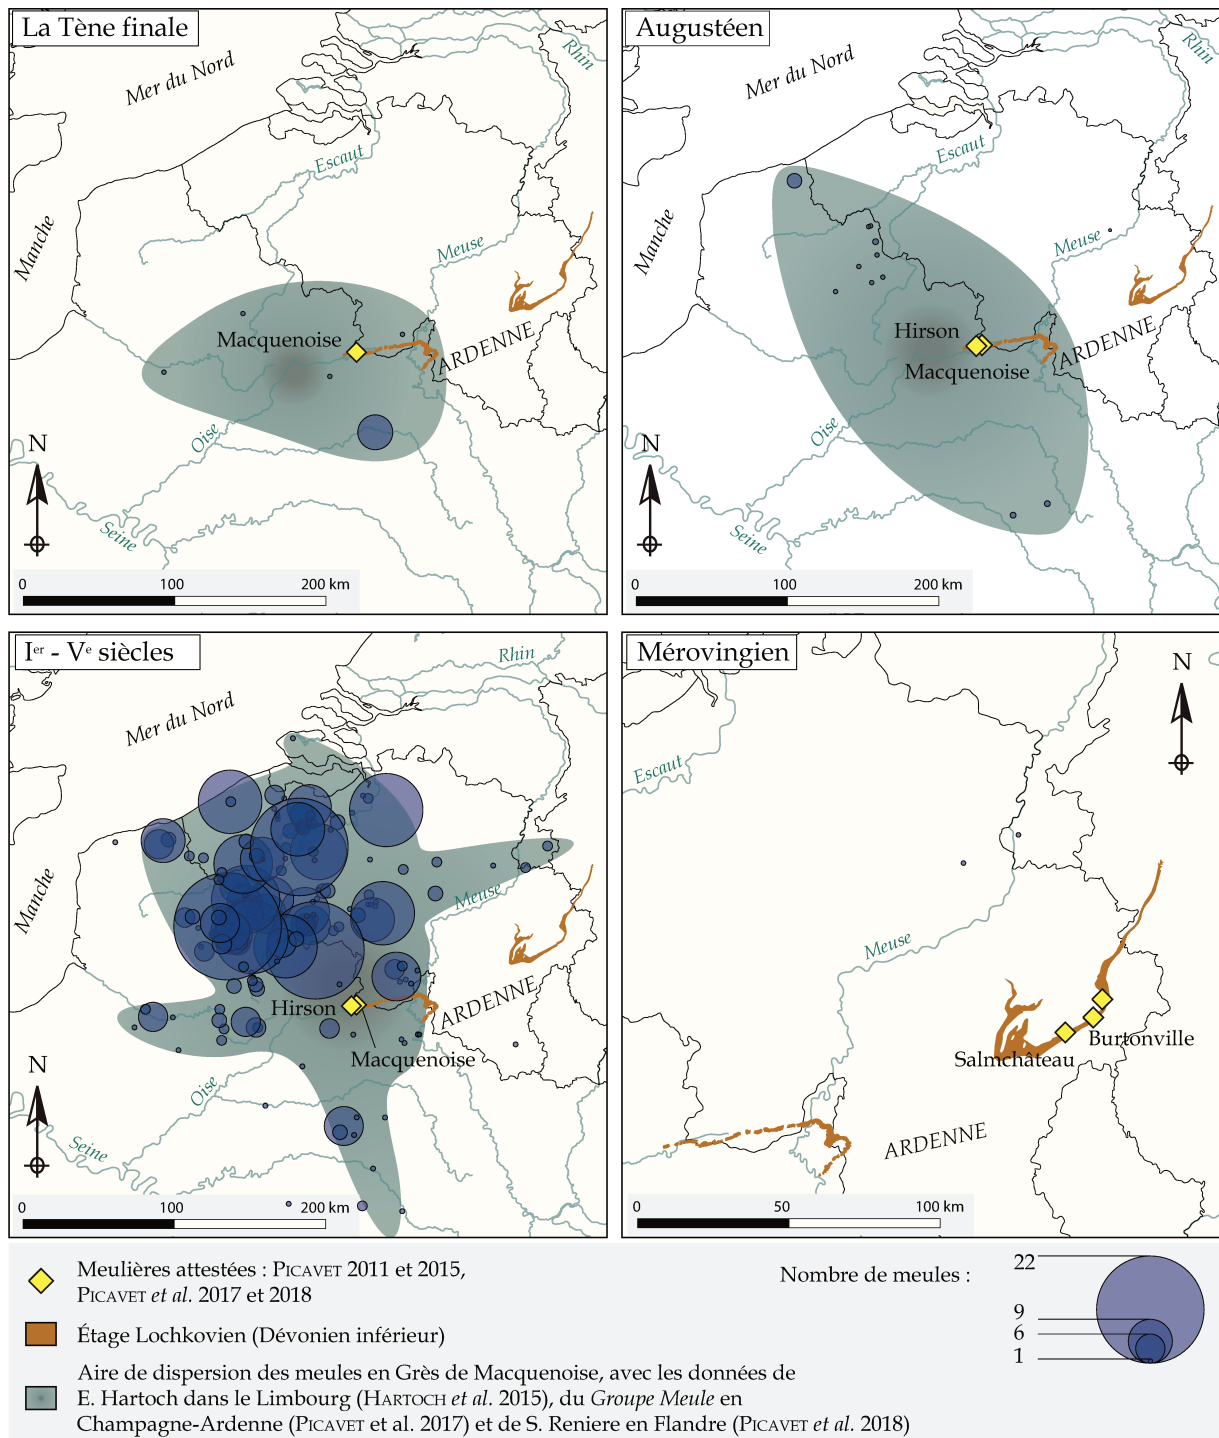 La Tène finale
Mer du Nord
Rhin
Escaut
Manche
Meuse
Macquenoise
ARDENNE
Oise
N
Seine
0 100 200 km
Augustéen
Mer du Nord
Rhin
Escaut
Manche
Meuse
Hirson
ARDENNE
Macquenoise
Oise
N
Seine
0 100 200 km
Ier - Ve siècles
Rhin
Mer du Nord
Manche
Meuse
ARDENNE
Hirson
Macquenoise
N
Oise
Seine
0 100 200 km
Mérovingien
N
Escaut
Meuse
Burtonville
Salmchâteau
ARDENNE
0 50 100 km
Meulières attestées : PICAVET 2011 et 2015,
PICAVET et al. 2017 et 2018
Étage Lochkovien (Dévonien inférieur)
Aire de dispersion des meules en Grès de Macquenoise, avec les données de
E. Hartoch dans le Limbourg (HARTOCH et al. 2015), du Groupe Meule en
Champagne-Ardenne (PICAVET et al. 2017) et de S. Reniere en Flandre (PICAVET et al. 2018)
Nombre de meules :
22
9
6
1